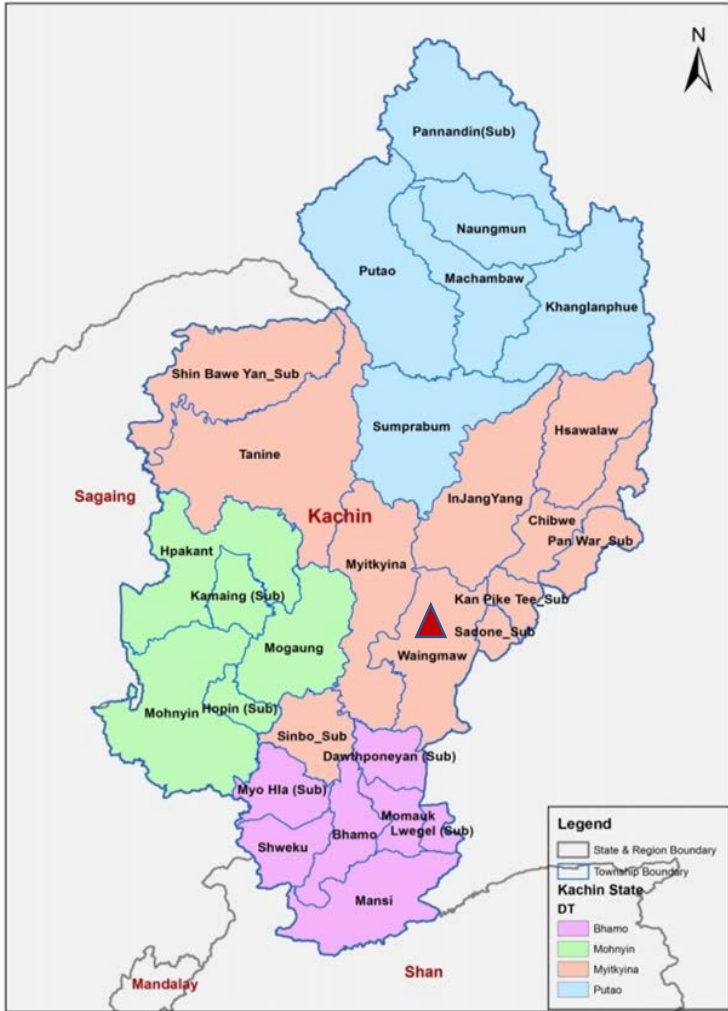 N
Pannandin(Sub)
Naungmun
Putao
Machambaw
Khanglanphue
Shin Bawe Yan_Sub
Sumprabum
Hsawalaw
Tanine
Sagaing
InJangYang
Kachin
Chibwe
Pan War_Sub
Hpakant
Myitkyina
Kamaing (Sub)
Kan Pike Tee_Sub
Sadone_Sub
Mogaung
Waingmaw
Hopin (Sub)
Mohnyin
Sinbo_Sub
Dawthponeyan (Sub)
Myo Hla (Sub)
Momauk
Lwegel (Sub)
Bhamo
Shweku
Mansi
Shan
Mandalay
Legend
State & Region Boundary
Township Boundary
Kachin State
DT
Bhamo
Mohnyin
Myitkyina
Putao